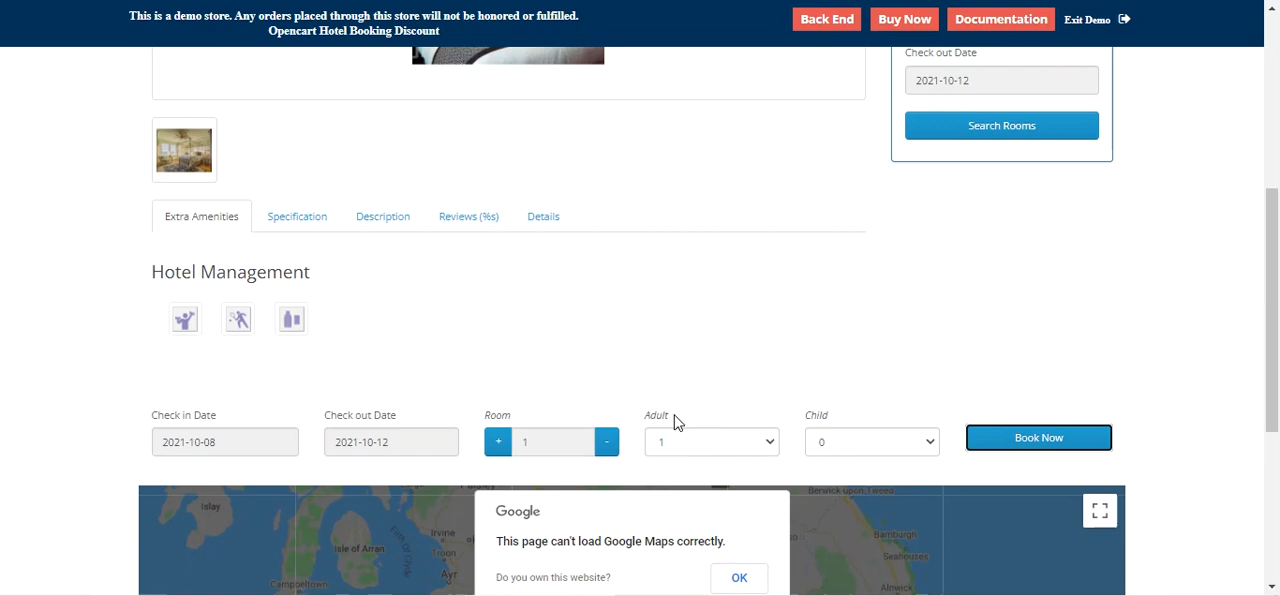 This is a demo store. Any orders placed through this store will not be honored or fulfilled.
Opencart Hotel Booking Discount
Back End
Buy Now
Documentation
Exit Demo
Check out Date
2021-10-12
Search Rooms
Extra Amenities
Specification
Description
Reviews (%s)
Details
Hotel Management
Check in Date
Check out Date
Room
Adult
Child
2021-10-08
2021-10-12
+
1
-
1
0
Book Now
Islay
Isle of Arran
Irvine
Troon
Ayr
Campbeltown
Berwick upon Tweed
Bamburgh
Seahouses
Alnwick
Google
This page can't load Google Maps correctly.
Do you own this website?
OK